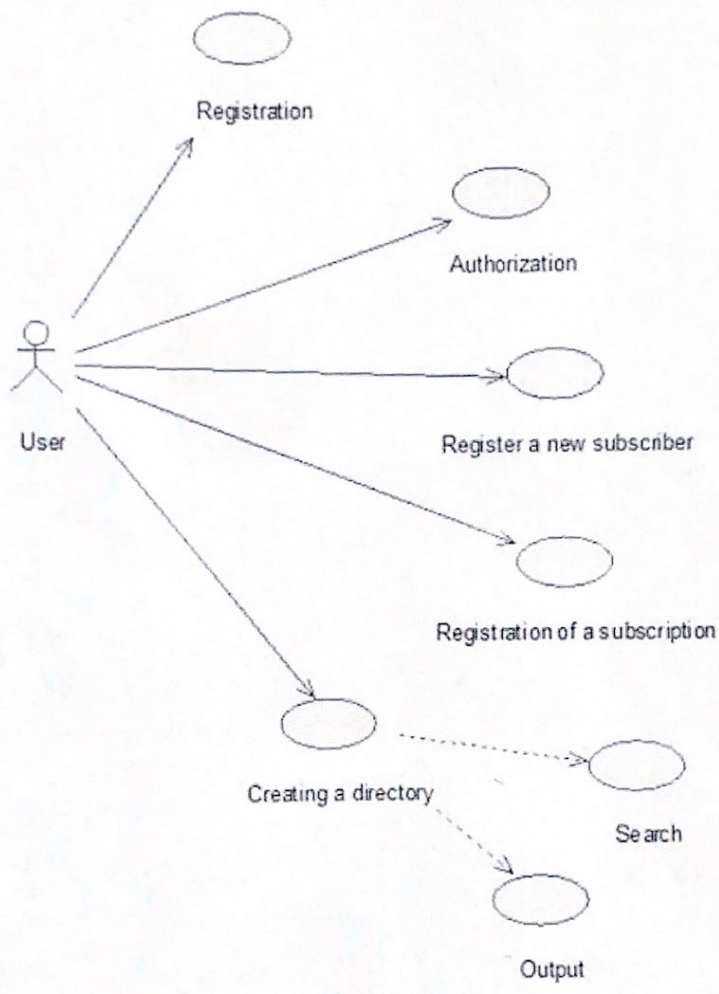 Registration
Authorization
User
Register a new subscriber
Registration of a subscription
Creating a directory
Search
Output